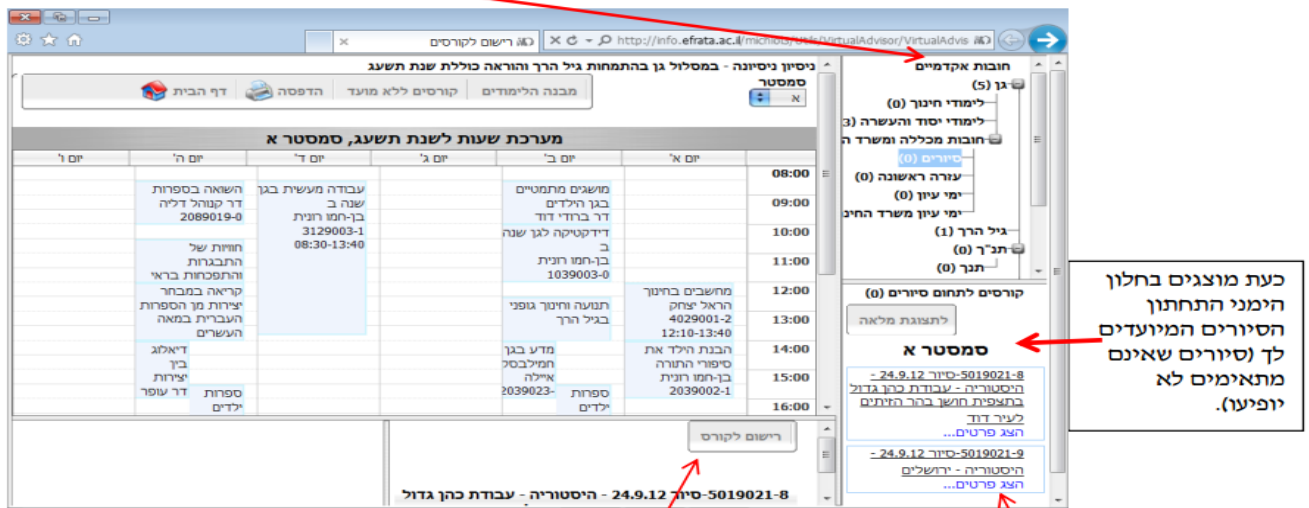 רישום לקורסים
http://info.efrata.ac.il/michlol3/Utils/VirtualAdvisor/VirtualAdvis
ניסיון ניסיונה - במסלול גן בהתמחות גיל הרך והוראה כוללת שנת תשעג
סמסטר
א
מבנה הלימודים
קורסים ללא מועד
הדפסה
דף הבית
מערכת שעות לשנת תשעג, סמסטר א
יום א'
יום ב'
יום ג'
יום ד'
יום ה'
יום ו'
08:00
09:00
10:00
11:00
12:00
13:00
14:00
15:00
16:00
מחשבים בחינוך
הראל יצחק
4029001-2
12:10-13:40
הבנת הילד את
סיפורי התורה
בן-חמו רונית
2039002-1
מושגים מתמטיים
בגן הילדים
דר ברודי דוד
דידקטיקה לגן שנה
ב
בן-חמו רונית
1039003-0
תנועה וחינוך גופני
בגיל הרך
מדע בגן
חמילבסקי
איילה
2039023-
ספרות
ילדים
עבודה מעשית בגן
שנה ב
בן-חמו רונית
3129003-1
08:30-13:40
השואה בספרות
דר קנוהל דליה
2089019-0
חוויות של
התבגרות
והתפכחות בראי
קריאה במבחר
יצירות מן הספרות
העברית במאה
העשרים
דיאלוג
בין
יצירות
דר עופר
ספרות
ילדים
חובות אקדמיים
גן (5)
לימודי חינוך (0)
לימודי יסוד והעשרה (3
חובות מכללה ומשרד ה
סיורים (0)
עזרה ראשונה (0)
ימי עיון (0)
ימי עיון משרד החינ
גיל הרך (1)
תנ"ך (0)
תנך (0)
קורסים לתחום סיורים (0)
לתצוגת מלאה
סמסטר א
5019021-8-סיור 24.9.12 -
היסטוריה - עבודת כהן גדול
בתצפית חושן בהר הזיתים
לעיר דוד
הצג פרטים...
5019021-9-סיור 24.9.12 -
היסטוריה - ירושלים
הצג פרטים...
רישום לקורס
5019021-8-סיור 24.9.12 - היסטוריה - עבודת כהן גדול
כעת מוצגים בחלון
הימני התחתון
הסיורים המיועדים
לך (סיורים שאינם
מתאימים לא
יופיעו).